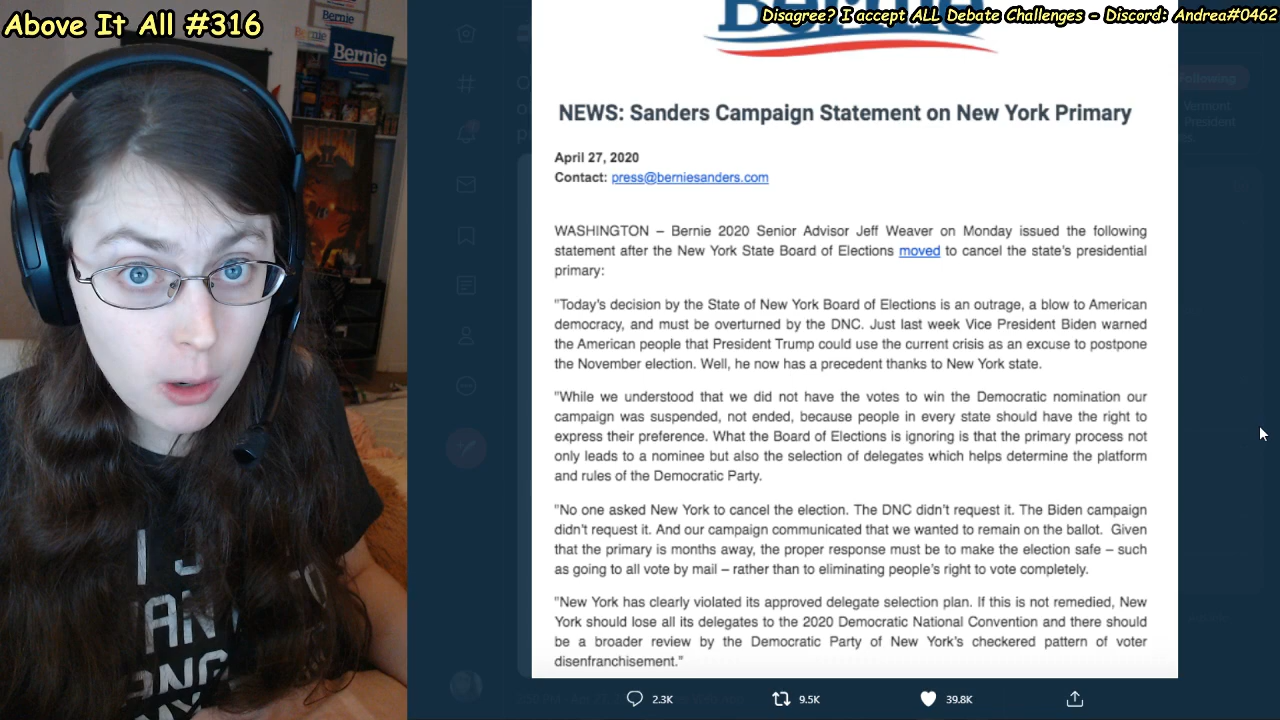 Above It All #316
Disagree? I accept ALL Debate Challenges - Discord: Andrea#0462
Bernie
Bernie
Bernie
NEWS: Sanders Campaign Statement on New York Primary
April 27, 2020
Contact: press@berniesanders.com
WASHINGTON – Bernie 2020 Senior Advisor Jeff Weaver on Monday issued the following
statement after the New York State Board of Elections moved to cancel the state's presidential
primary:
"Today's decision by the State of New York Board of Elections is an outrage, a blow to American
democracy, and must be overturned by the DNC. Just last week Vice President Biden warned
the American people that President Trump could use the current crisis as an excuse to postpone
the November election. Well, he now has a precedent thanks to New York state.
"While we understood that we did not have the votes to win the Democratic nomination our
campaign was suspended, not ended, because people in every state should have the right to
express their preference. What the Board of Elections is ignoring is that the primary process not
only leads to a nominee but also the selection of delegates which helps determine the platform
and rules of the Democratic Party.
"No one asked New York to cancel the election. The DNC didn't request it. The Biden campaign
didn't request it. And our campaign communicated that we wanted to remain on the ballot. Given
that the primary is months away, the proper response must be to make the election safe – such
as going to all vote by mail – rather than to eliminating people's right to vote completely.
"New York has clearly violated its approved delegate selection plan. If this is not remedied, New
York should lose all its delegates to the 2020 Democratic National Convention and there should
be a broader review by the Democratic Party of New York's checkered pattern of voter
disenfranchisement."
2.3K 9.5K 39.8K
Following
Vermont
President
I J